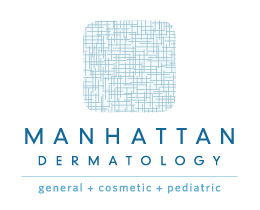 MANHATTAN
DERMATOLOGY
general + cosmetic + pediatric